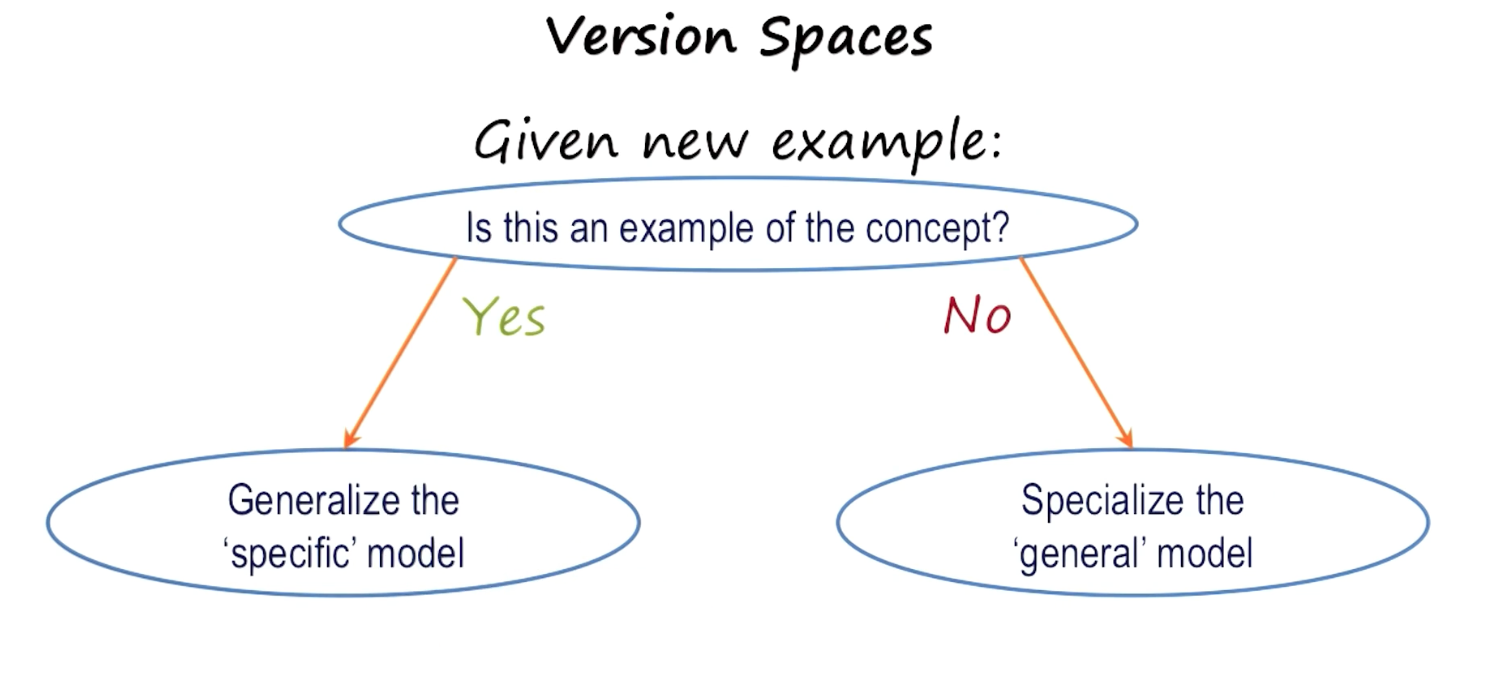 Version Spaces
Given new example:
Is this an example of the concept?
Yes
No
Generalize the
‘specific’ model
Specialize the
‘general’ model